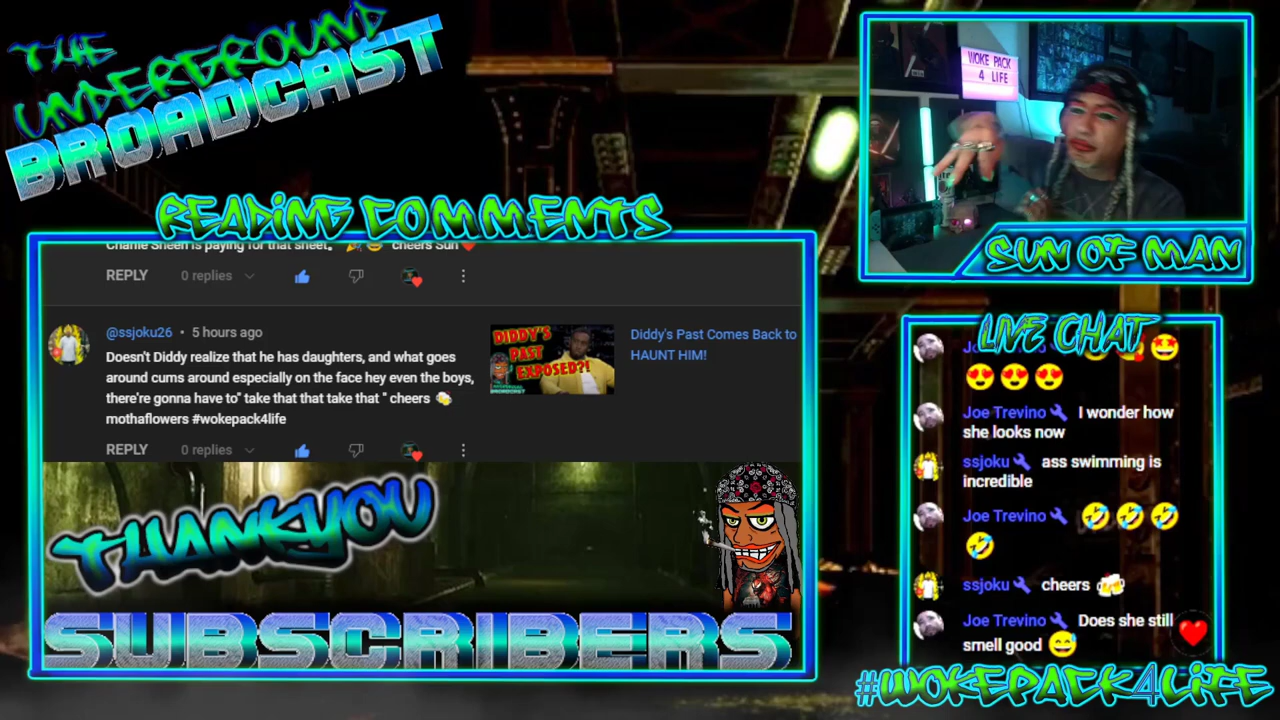 THE
UNDERGROUND
BROADCAST
WOKE PACK
4 LIFE
SUN OF MAN
READING COMMENTS
Charlie Sheen is paying for that sheet. 🎉 😁 cheers Sun ❤️
REPLY 0 replies
@ssjoku26 • 5 hours ago
Doesn't Diddy realize that he has daughters, and what goes
around cums around especially on the face hey even the boys,
there're gonna have to" take that that take that " cheers 🍻
mothaflowers #wokepack4life
REPLY 0 replies
DIDDY'S
PAST
EXPOSED?!
Diddy's Past Comes Back to
HAUNT HIM!
THANKYOU
SUBSCRIBERS
LIVE CHAT
😍 😍 😍
Joe Trevino 🔧 I wonder how
she looks now
ssjoku 🔧 ass swimming is
incredible
Joe Trevino 🔧 🤣 🤣 🤣
🤣
ssjoku 🔧 cheers 🍻
Joe Trevino 🔧 Does she still
smell good 😅
#WOKEPACK4LIFE